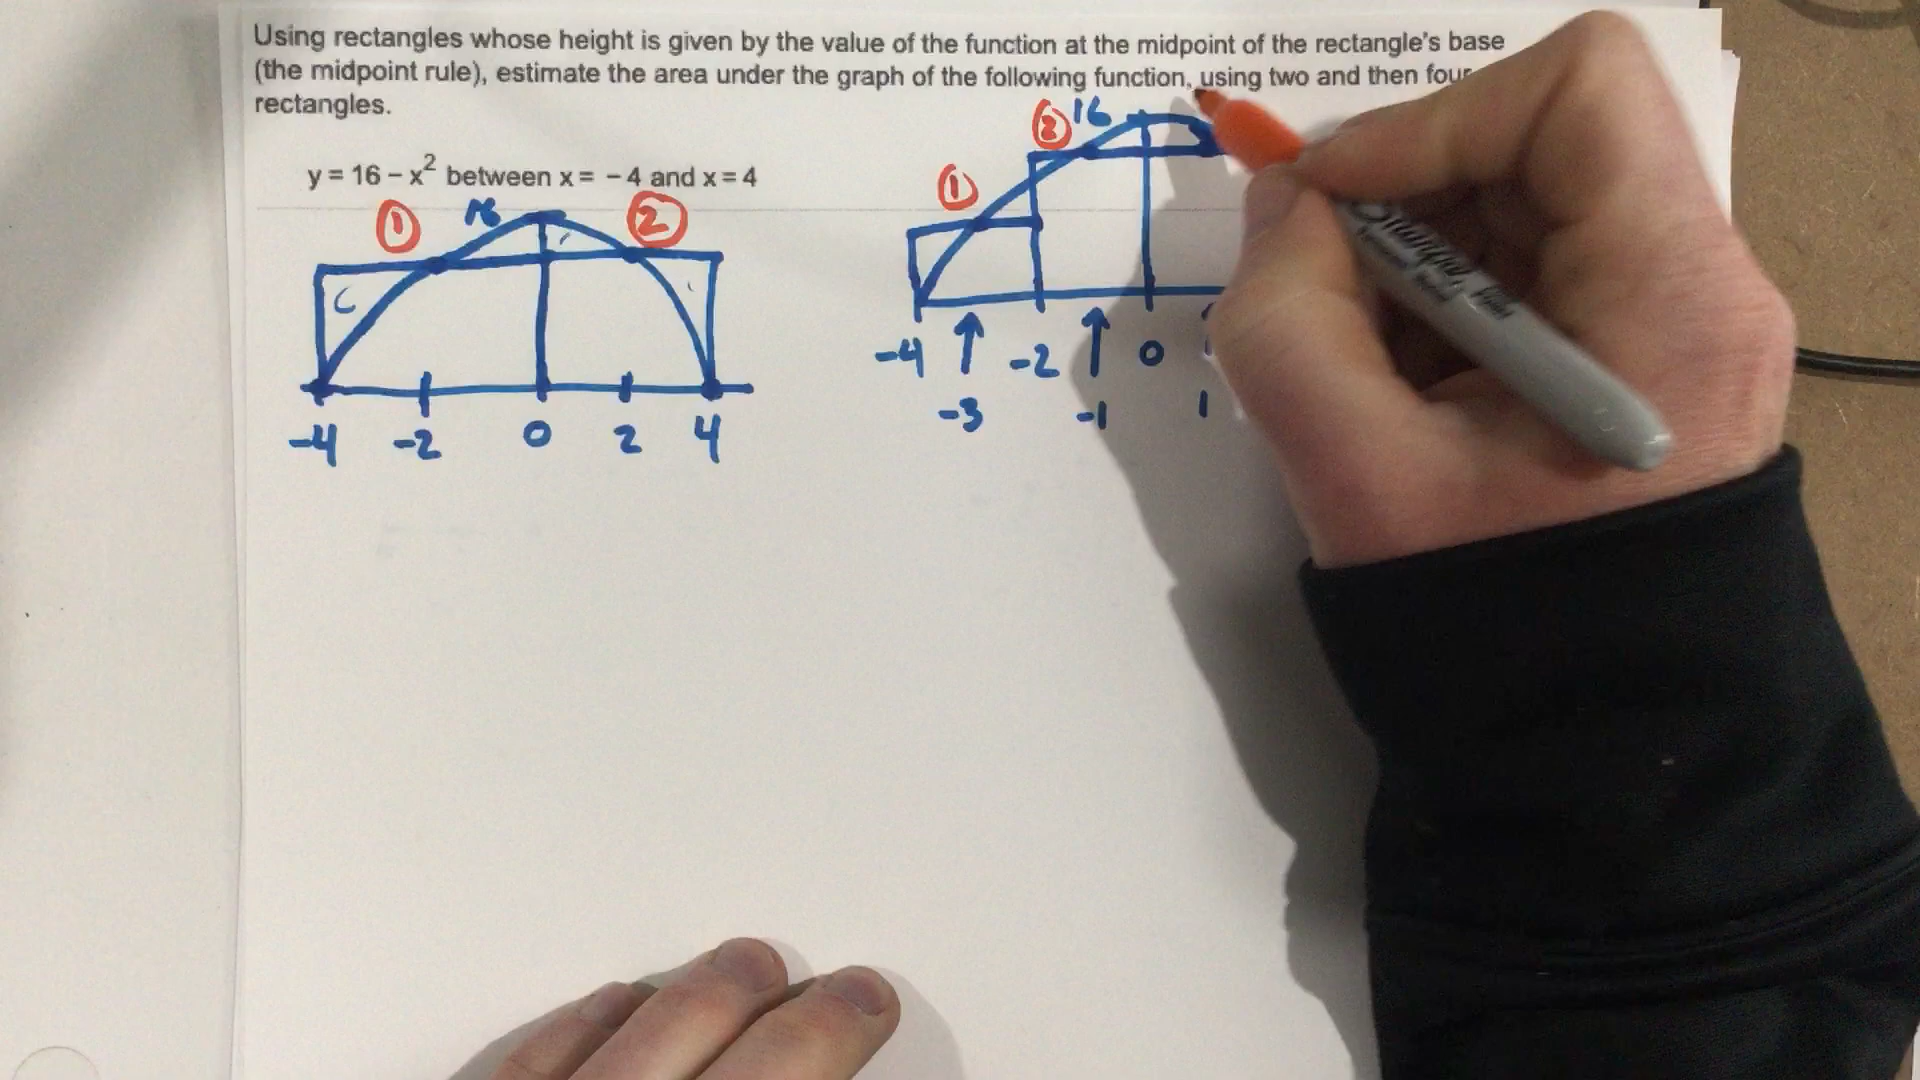 Using rectangles whose height is given by the value of the function at the midpoint of the rectangle's base
(the midpoint rule), estimate the area under the graph of the following function, using two and then four
rectangles.
y = 16 – x² between x = – 4 and x = 4
① 16 ②
-4 -2 0 2 4
① ② 16
-4 -2 0
-3 -1 1
Sharpie